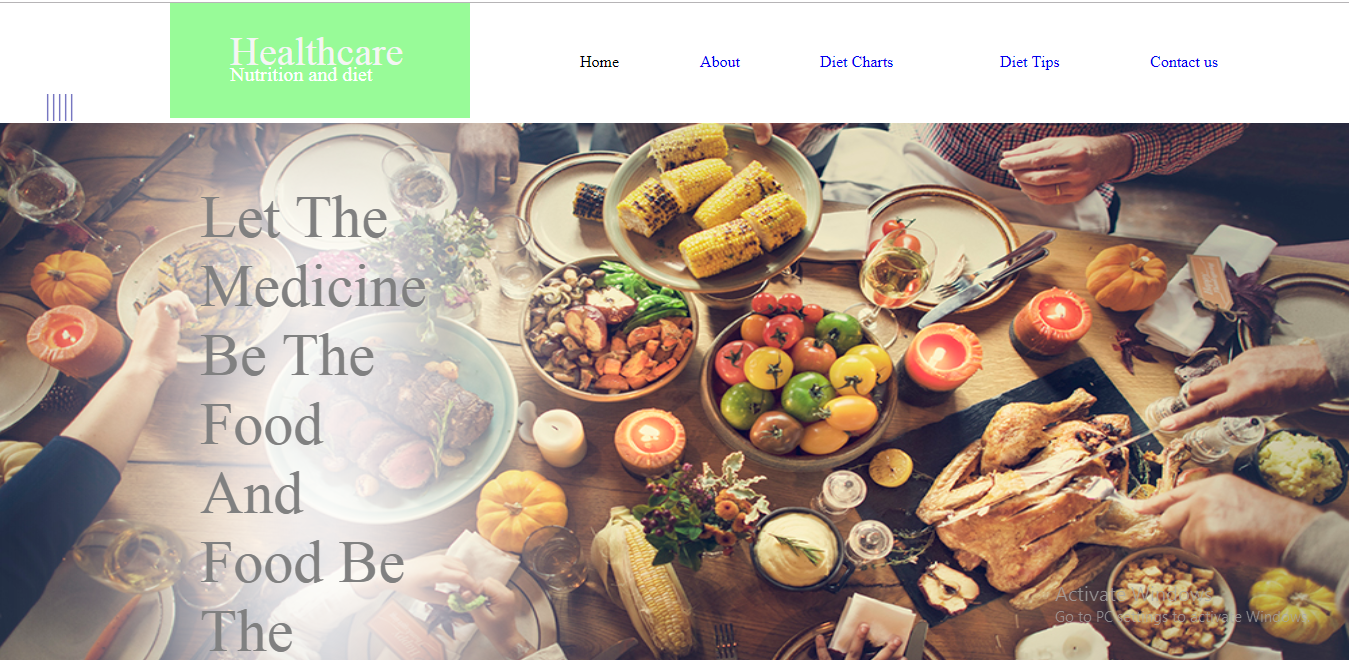 Healthcare
Nutrition and diet
Home
About
Diet Charts
Diet Tips
Contact us
Let The
Medicine
Be The
Food
And
Food Be
The
Activate Windows
Go to PC settings to activate Windows.